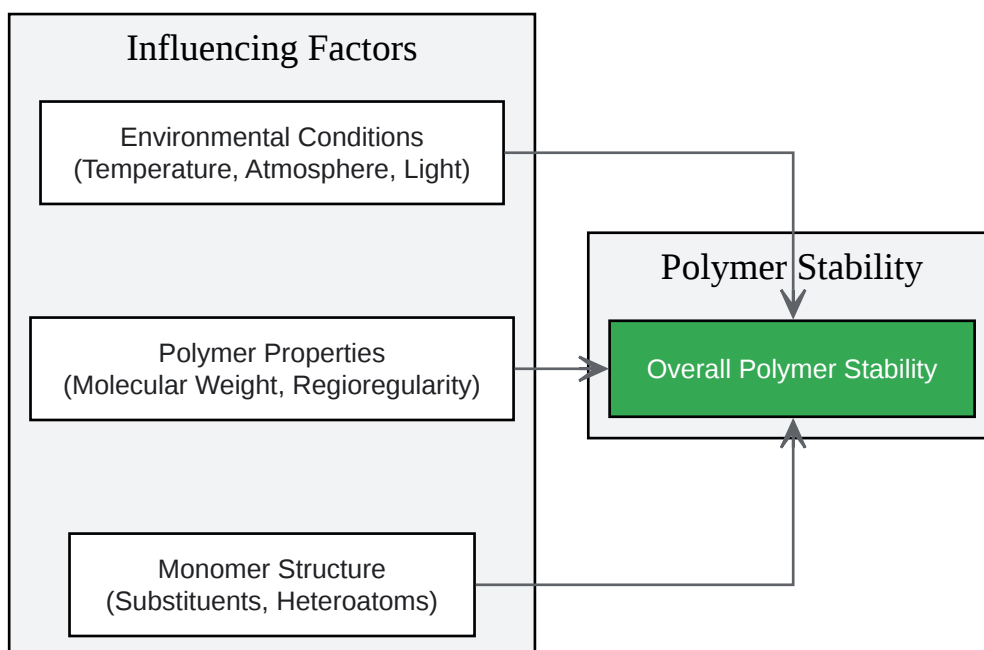 Influencing Factors
Environmental Conditions
(Temperature, Atmosphere, Light)
Polymer Properties
(Molecular Weight, Regioregularity)
Monomer Structure
(Substituents, Heteroatoms)
Polymer Stability
Overall Polymer Stability